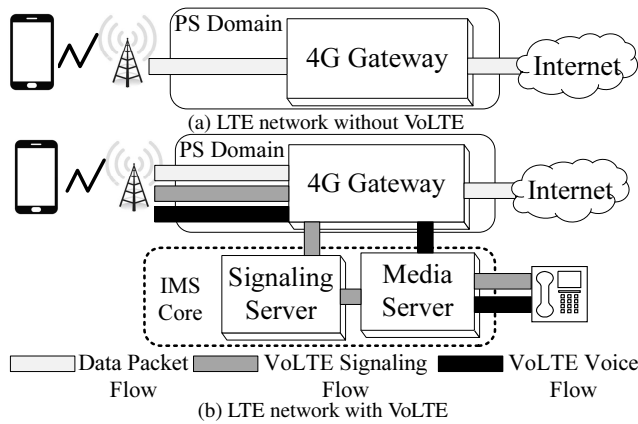 PS Domain
4G Gateway
Internet
(a) LTE network without VoLTE
PS Domain
4G Gateway
Internet
IMS
Core
Signaling
Server
Media
Server
Data Packet
Flow
VoLTE Signaling
Flow
VoLTE Voice
Flow
(b) LTE network with VoLTE